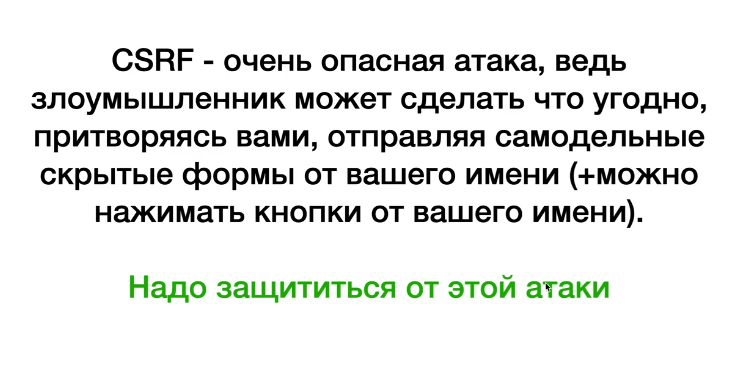 CSRF - очень опасная атака, ведь
злоумышленник может сделать что угодно,
притворяясь вами, отправляя самодельные
скрытые формы от вашего имени (+можно
нажимать кнопки от вашего имени).
Надо защититься от этой атаки